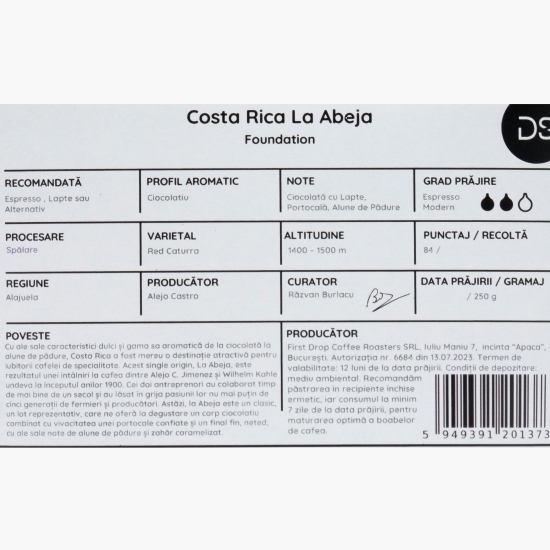 Costa Rica La Abeja
Foundation
DS
RECOMANDATĂ
Espresso , Lapte sau
Alternativ
PROFIL AROMATIC
Ciocolatiu
NOTE
Ciocolată cu Lapte,
Portocală, Alune de Pădure
GRAD PRĂJIRE
Espresso
Modern
PROCESARE
Spălare
VARIETAL
Red Caturra
ALTITUDINE
1400 - 1500 m
PUNCTAJ / RECOLTĂ
84 /
REGIUNE
Alajuela
PRODUCĂTOR
Alejo Castro
CURATOR
Răzvan Burlacu
DATA PRĂJIRII / GRAMAJ
/ 250 g
POVESTE
Cu ale sale caracteristici dulci și gama sa aromatică de la ciocolată la
alune de pădure, Costa Rica a fost mereu o destinație atractivă pentru
iubitorii cafelei de specialitate. Acest single origin, La Abeja, este
rezultatul unei întâlniri la cafea dintre Alejo C. Jimenez și Wilhelm Kahle
undeva la începutul anilor 1900. Cei doi antreprenori au colaborat timp
de mai bine de un secol și au lăsat în grija pasiunii lor nu mai puțin de
cinci generații de fermieri și producători. Astăzi, la Abeja este un clasic,
un lot reprezentativ, care ne oferă la degustare un corp ciocolatiu
combinat cu vivacitatea unei portocale confiate și un final fin, neted,
cu ale sale note de alune de pădure și zahăr caramelizat.
PRODUCĂTOR
First Drop Coffee Roasters SRL, Iuliu Maniu 7, incinta "Apaca",
București. Autorizația nr. 6684 din 13.07.2023. Termen de
valabilitate: 12 luni de la data prăjirii. Condiții de depozitare:
mediu ambiental. Recomandăm
păstrarea în recipiente închise
ermetic, iar consumul la minim
7 zile de la data prăjirii, pentru
maturarea optimă a boabelor
de cafea.
5 949391 201373